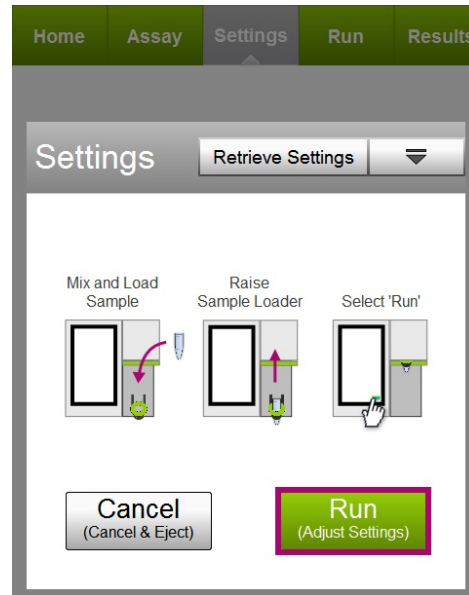 Home Assay Settings Run Results
Settings
Retrieve Settings
Mix and Load
Sample
Raise
Sample Loader
Select 'Run'
Cancel
(Cancel & Eject)
Run
(Adjust Settings)